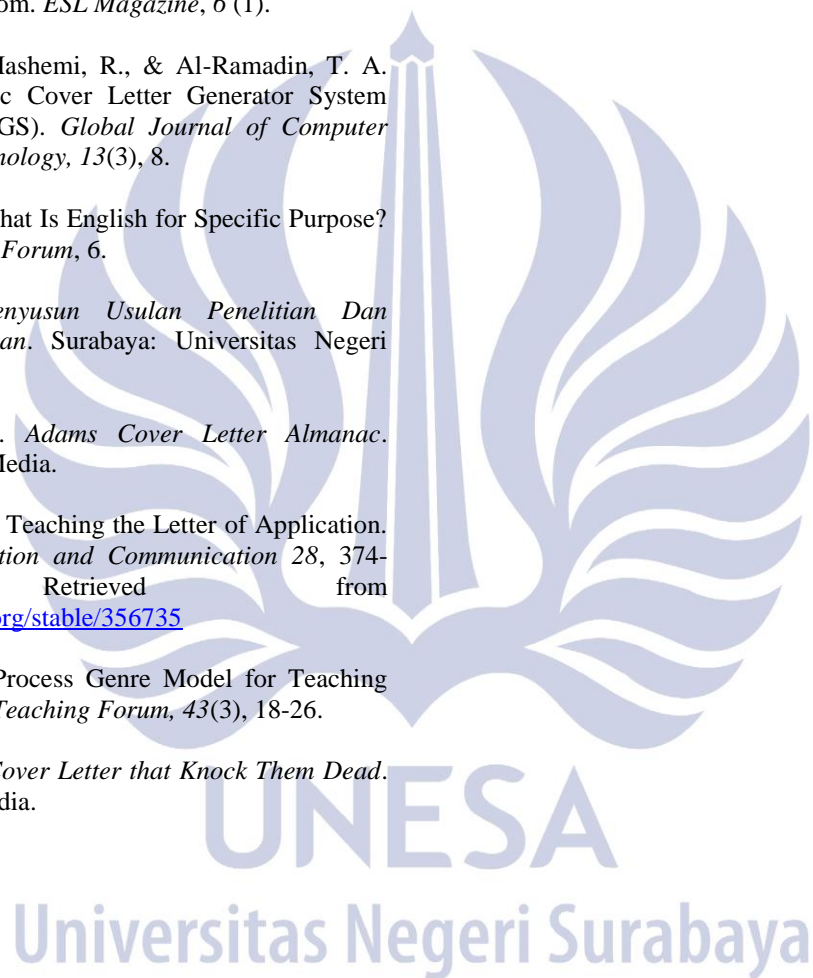 om. ESL Magazine, 6 (1).
Hashemi, R., & Al-Ramadin, T. A.
c Cover Letter Generator System
GS). Global Journal of Computer
nology, 13(3), 8.
hat Is English for Specific Purpose?
Forum, 6.
enyusun Usulan Penelitian Dan
an. Surabaya: Universitas Negeri
. Adams Cover Letter Almanac.
Media.
Teaching the Letter of Application.
tion and Communication 28, 374-
Retrieved from
org/stable/356735
Process Genre Model for Teaching
Teaching Forum, 43(3), 18-26.
Cover Letter that Knock Them Dead.
dia.
UNESA
Universitas Negeri Surabaya